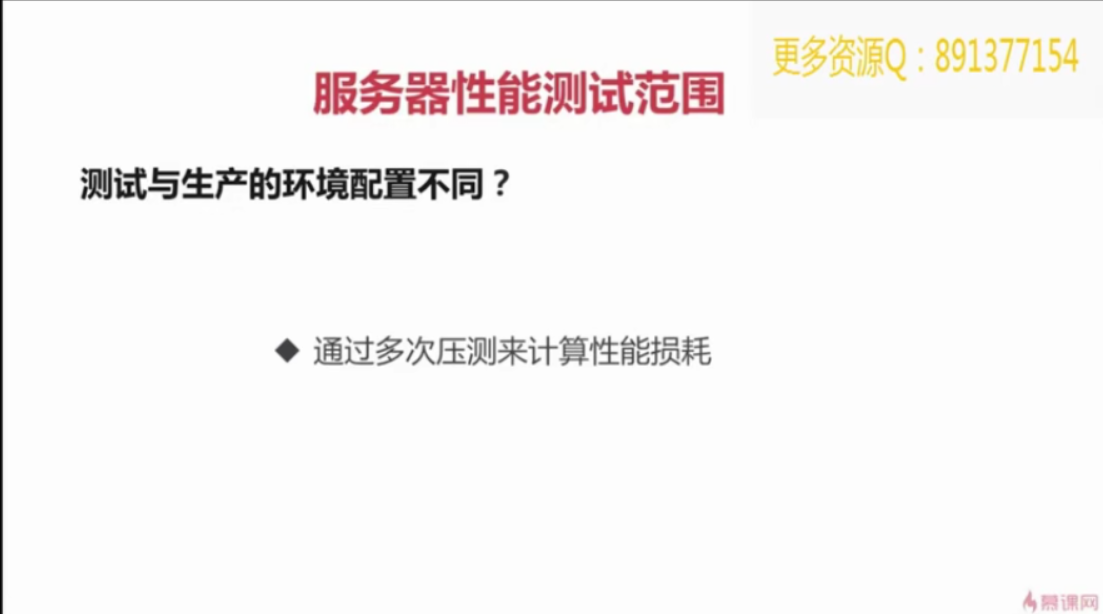 更多资源Q：891377154
服务器性能测试范围
测试与生产的环境配置不同？
◆ 通过多次压测来计算性能损耗
慕课网